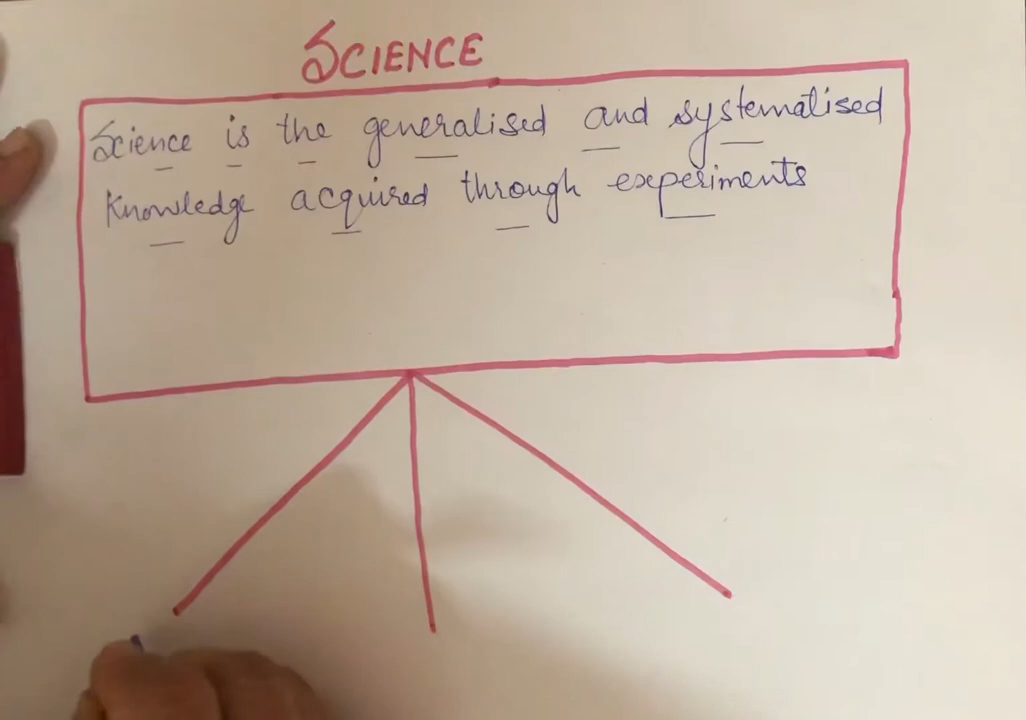 SCIENCE
Science is the generalised and systematised
Knowledge acquired through experiments